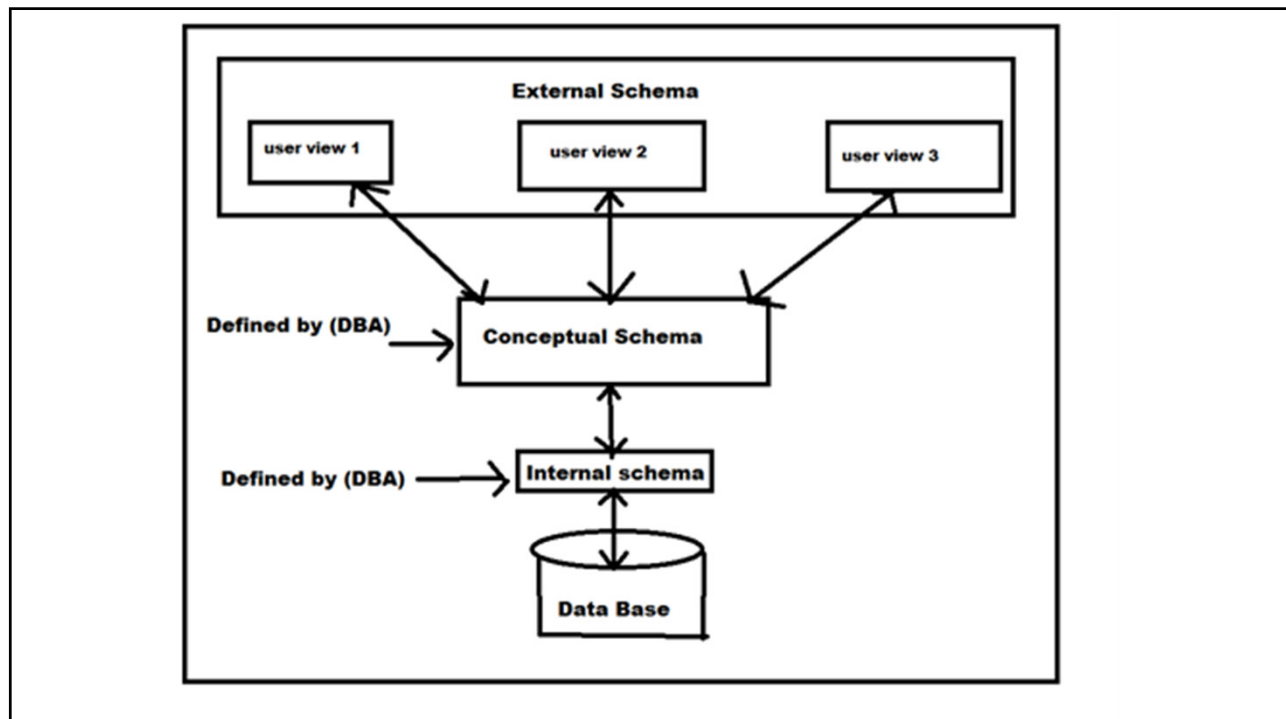 External Schema
user view 1
user view 2
user view 3
Defined by (DBA)
Conceptual Schema
Defined by (DBA)
Internal schema
Data Base